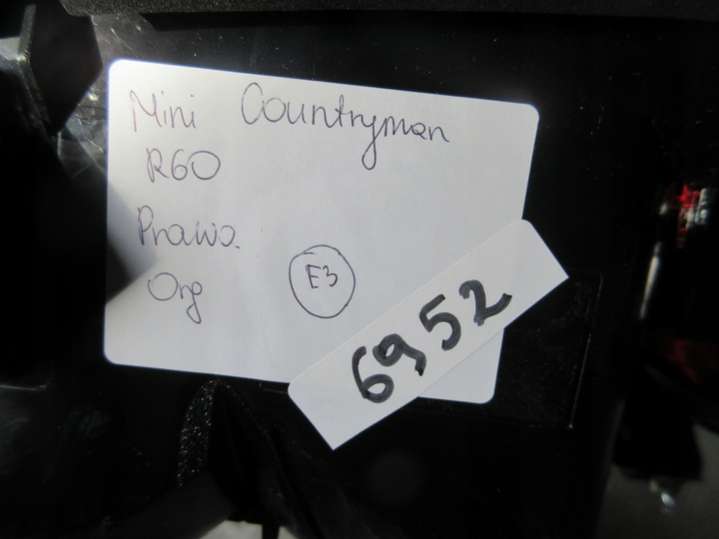 Mini Countryman
R60
Prawo.
Org
E3
6952